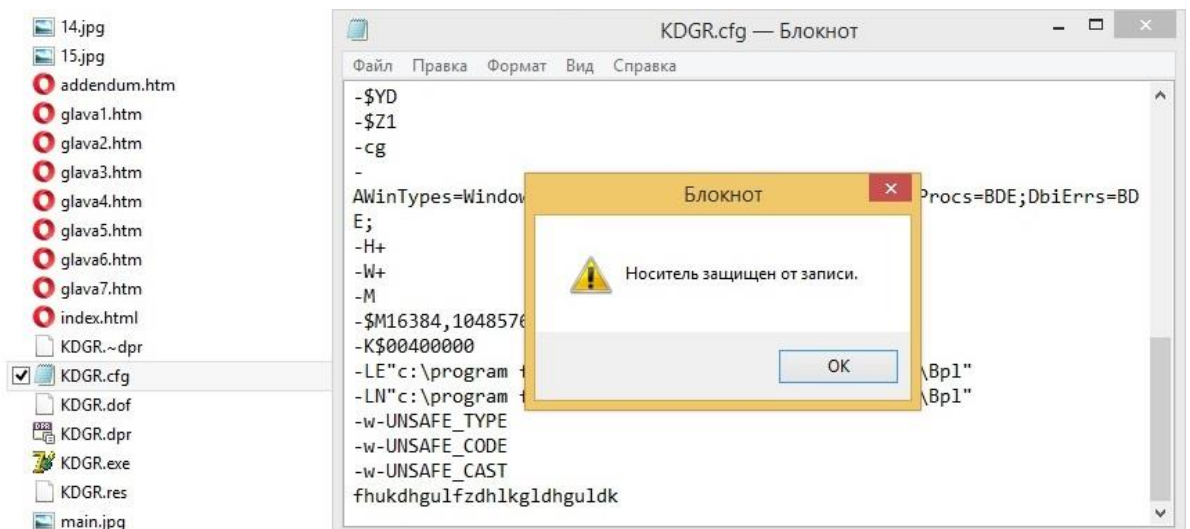 14.jpg
15.jpg
addendum.htm
glava1.htm
glava2.htm
glava3.htm
glava4.htm
glava5.htm
glava6.htm
glava7.htm
index.html
KDGR.~dpr
KDGR.cfg
KDGR.dof
KDGR.dpr
KDGR.exe
KDGR.res
main.jpg
KDGR.cfg — Блокнот
Файл Правка Формат Вид Справка
-$YD
-$Z1
-cg
-
AWinTypes=Window Procs=BDE;DbiErrs=BD
E;
-H+
-W+
-M
-$M16384,1048576
-K$00400000
-LE"c:\program \Bpl"
-LN"c:\program \Bpl"
-w-UNSAFE_TYPE
-w-UNSAFE_CODE
-w-UNSAFE_CAST
fhukdhgulfzdhlkgldhguldk
Блокнот
Носитель защищен от записи.
OK